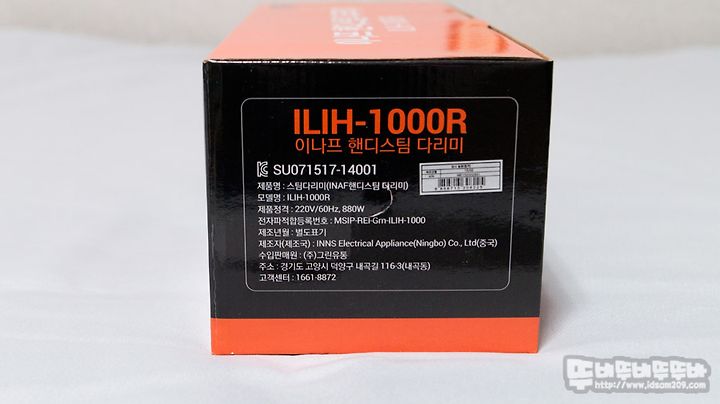 ILIH-1000R
이나프 핸디스팀 다리미
SU071517-14001
제품명 : 스팀다리미(INAF핸디스팀 다리미)
모델명 : ILIH-1000R
제품정격 : 220V/60Hz, 880W
전자파적합등록번호 : MSIP-REI-Grn-ILIH-1000
제조년월 : 별도표기
제조자(제조국) : INNS Electrical Appliance(Ningbo) Co., Ltd(중국)
수입판매원 : (주)그린유통
주소 : 경기도 고양시 덕양구 내곡길 116-3(내곡동)
고객센터 : 1661-8872
뚜바뚜바뚜뚜바
http://www.idsam209.com